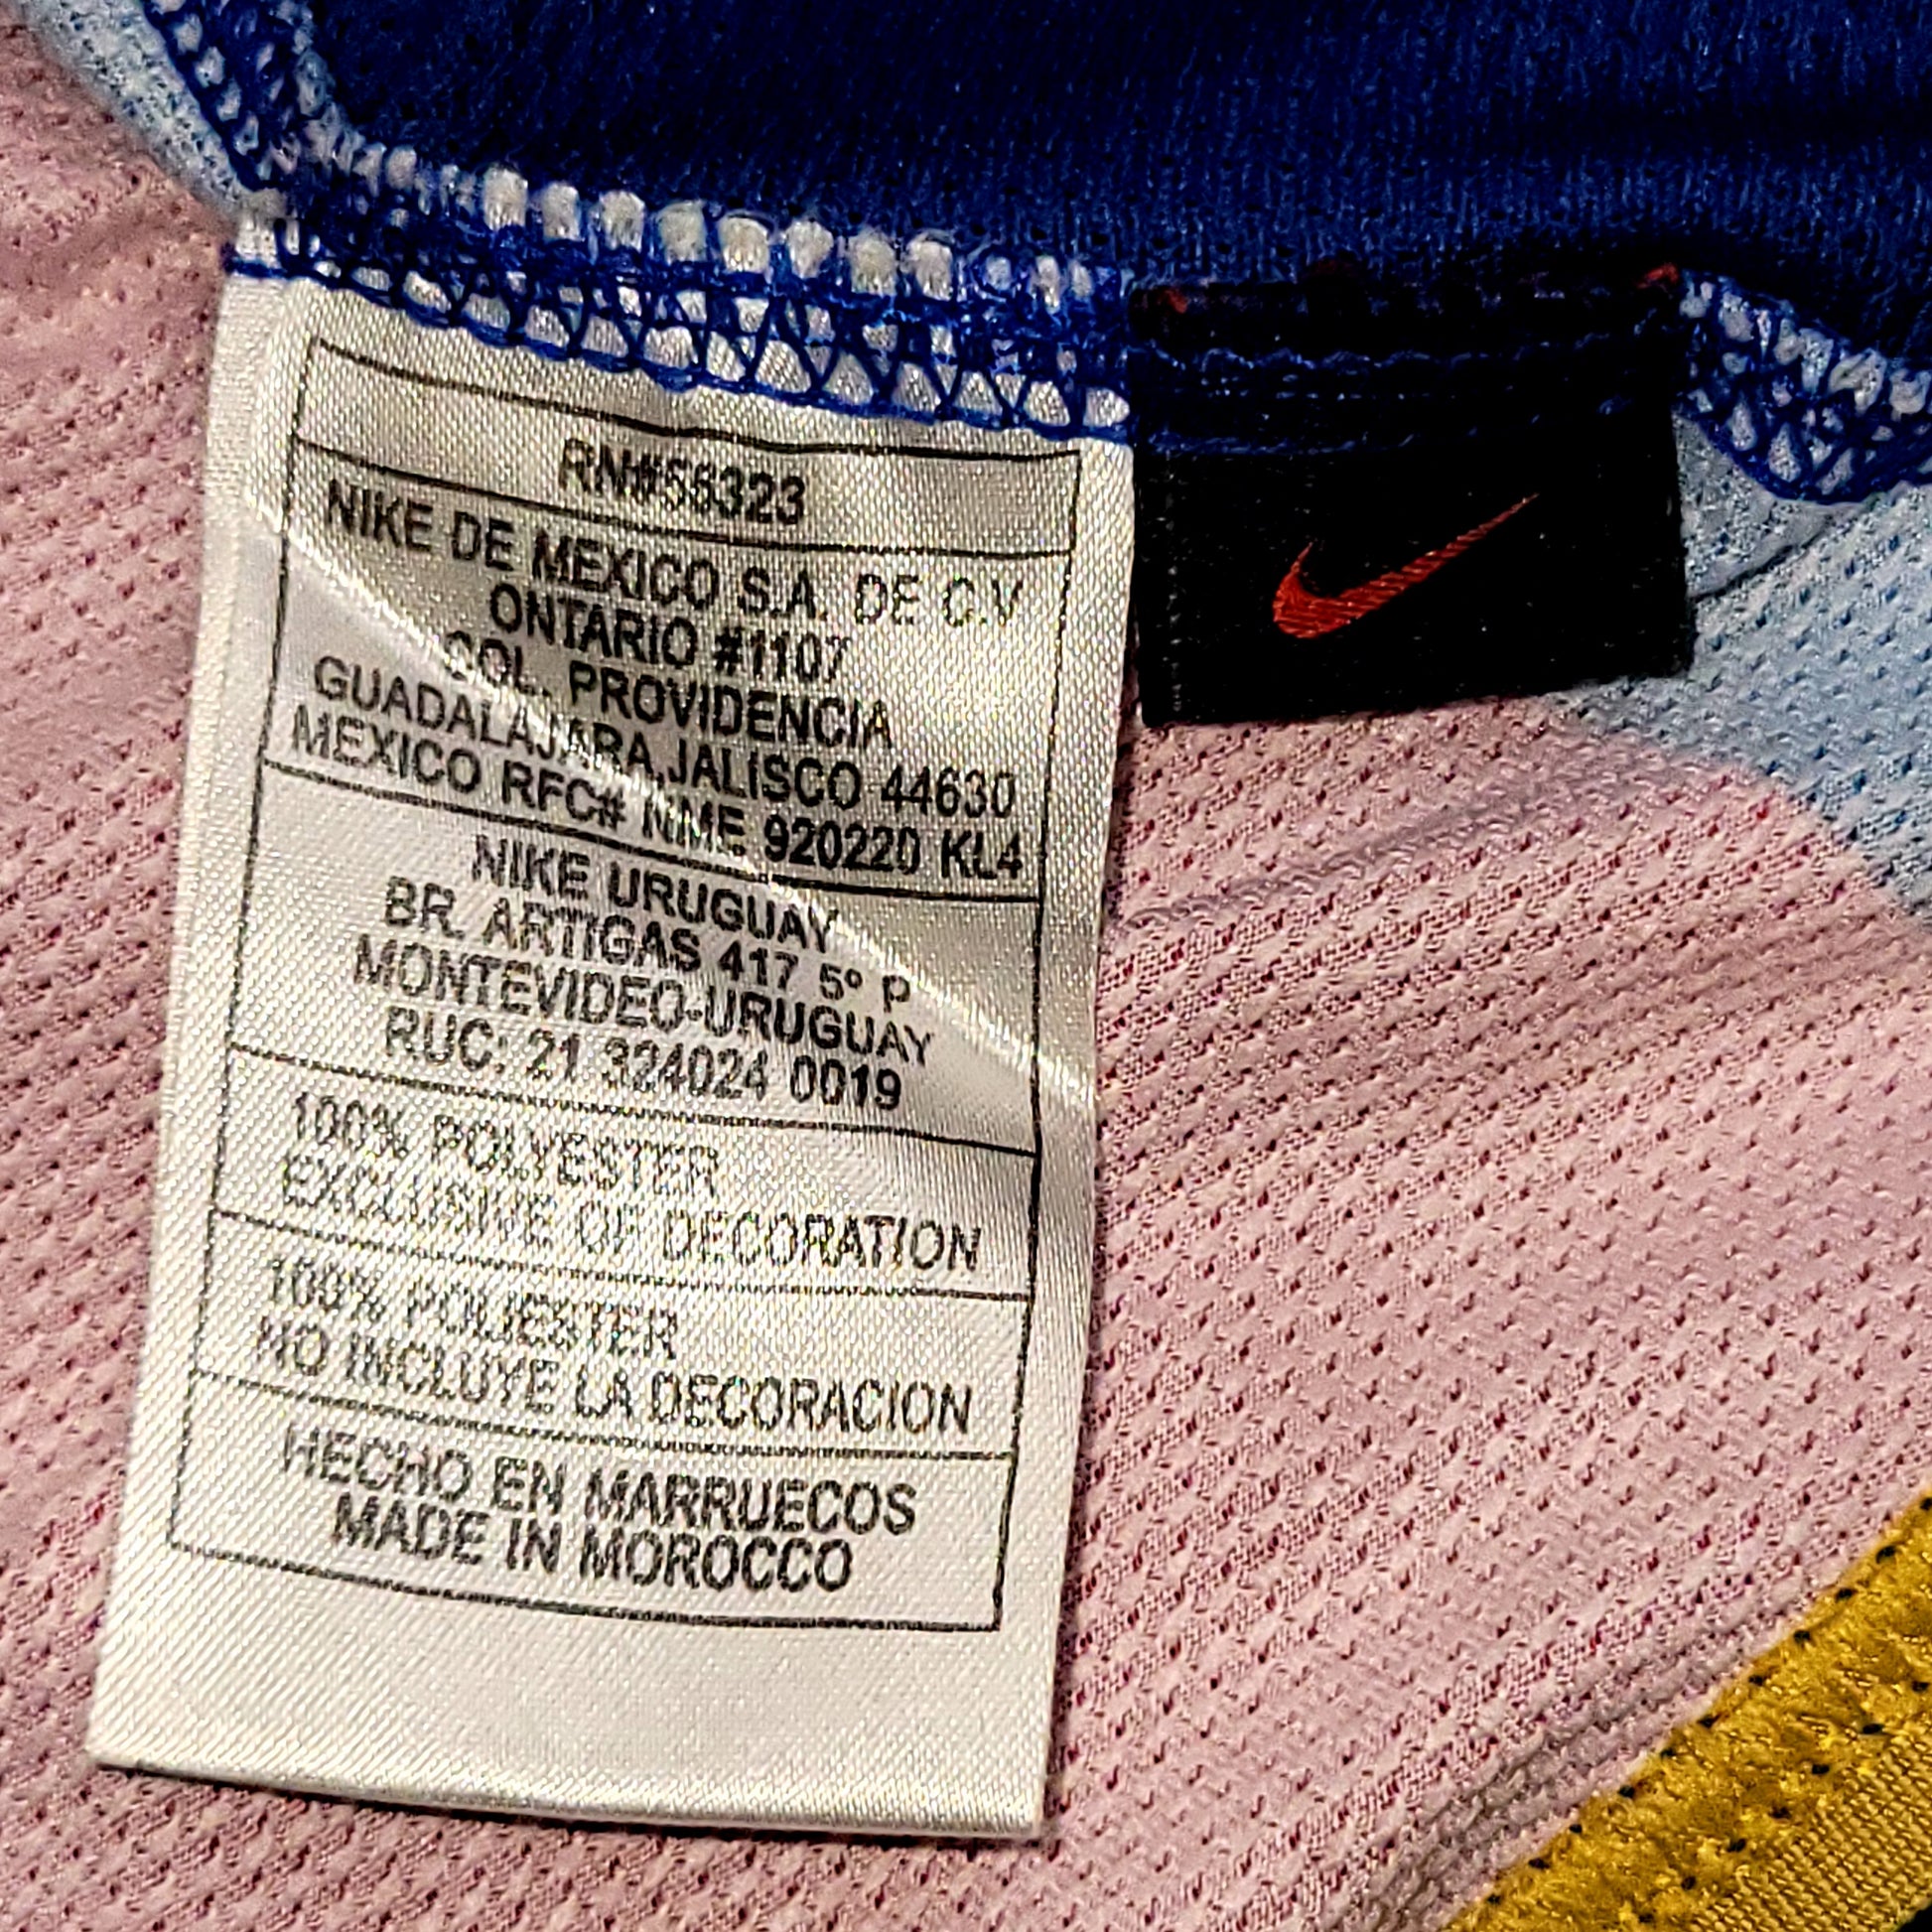 RN#58323
NIKE DE MEXICO S.A. DE C.V
ONTARIO #1107
COL. PROVIDENCIA
GUADALAJARA,JALISCO 44630
MEXICO RFC# NME 920220 KL4
NIKE URUGUAY
BR. ARTIGAS 417 5º P
MONTEVIDEO-URUGUAY
RUC: 21 324024 0019
100% POLYESTER
EXCLUSIVE OF DECORATION
100% POLIESTER
NO INCLUYE LA DECORACION
HECHO EN MARRUECOS
MADE IN MOROCCO